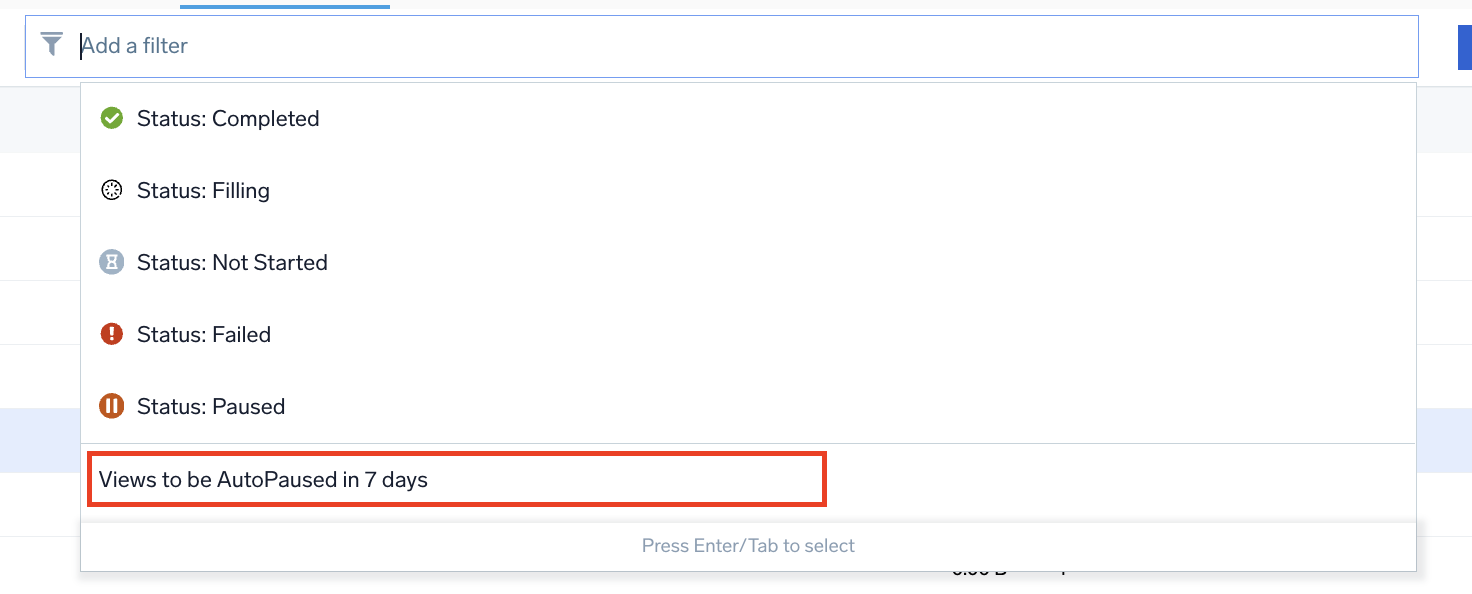 Add a filter
Status: Completed
Status: Filling
Status: Not Started
Status: Failed
Status: Paused
Views to be AutoPaused in 7 days
Press Enter/Tab to select